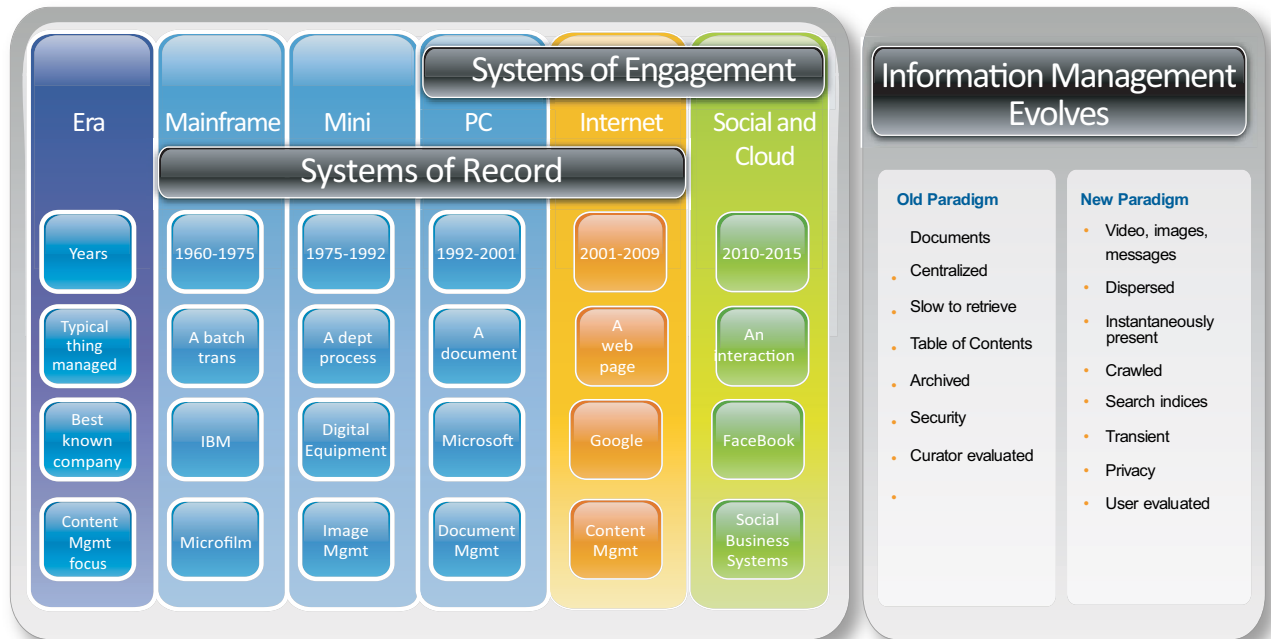 Systems of Engagement
Era
Mainframe
Mini
PC
Internet
Social and
Cloud
Systems of Record
Years
1960-1975
1975-1992
1992-2001
2001-2009
2010-2015
Typical
thing
managed
A batch
trans
A dept
process
A
document
A
web
page
An
interaction
Best
known
company
IBM
Digital
Equipment
Microsoft
Google
FaceBook
Content
Mgmt
focus
Microfilm
Image
Mgmt
Document
Mgmt
Content
Mgmt
Social
Business
Systems
Information Management
Evolves
Old Paradigm
Documents
• Centralized
• Slow to retrieve
• Table of Contents
• Archived
• Security
• Curator evaluated
•
New Paradigm
• Video, images,
messages
• Dispersed
• Instantaneously
present
• Crawled
• Search indices
• Transient
• Privacy
• User evaluated